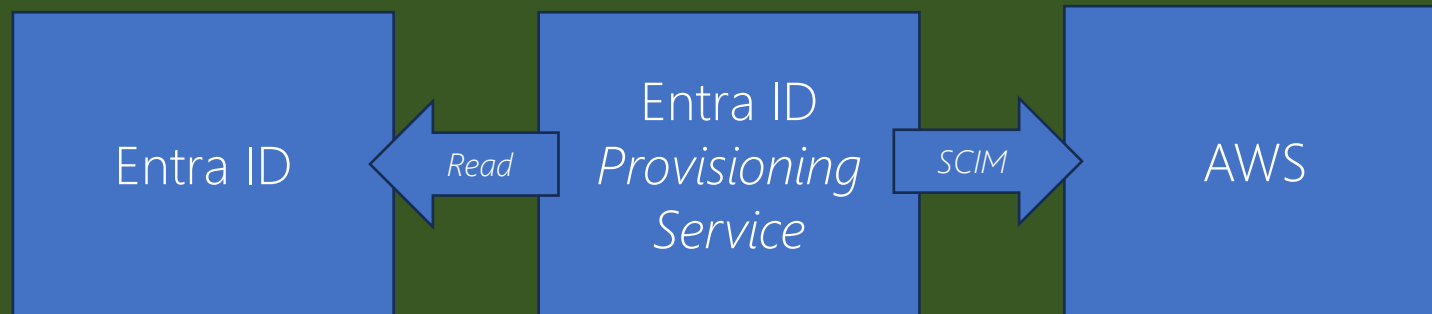 Entra ID
Read
Entra ID
Provisioning
Service
SCIM
AWS